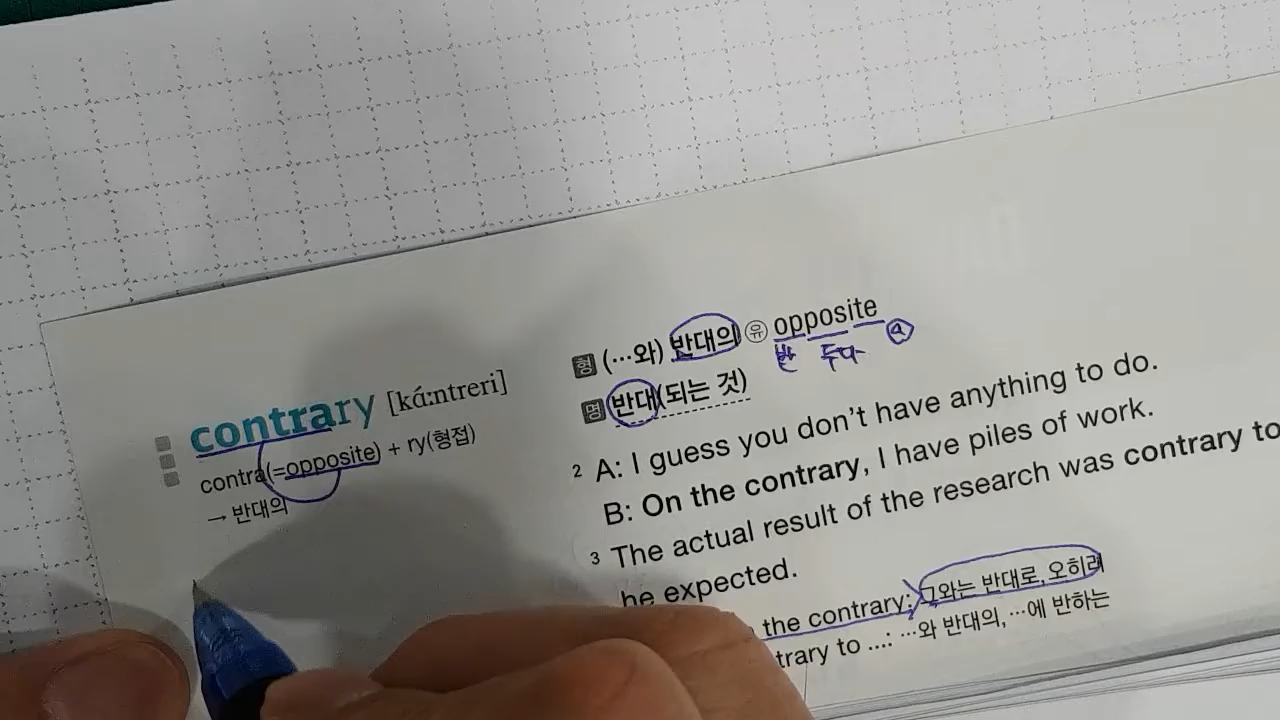 contrary [ká:ntreri]
contra(=opposite) + ry(형접)
→ 반대의
형 (…와) 반대의 유 opposite
반 두다 ⓐ
명 반대(되는 것)
2 A: I guess you don't have anything to do.
B: On the contrary, I have piles of work.
3 The actual result of the research was contrary to
he expected.
the contrary: 그와는 반대로, 오히려
trary to ....: …와 반대의, …에 반하는